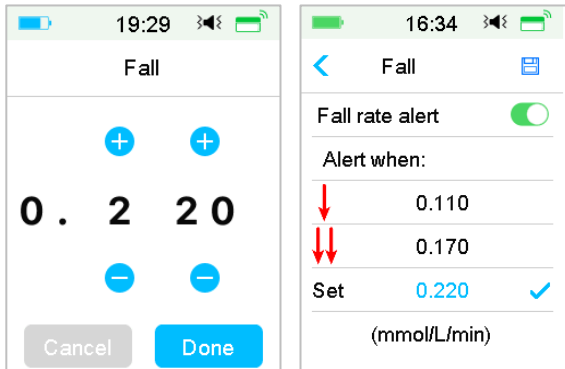 19:29
Fall
0. 2 20
Cancel Done
16:34
Fall
Fall rate alert
Alert when:
0.110
0.170
Set 0.220
(mmol/L/min)